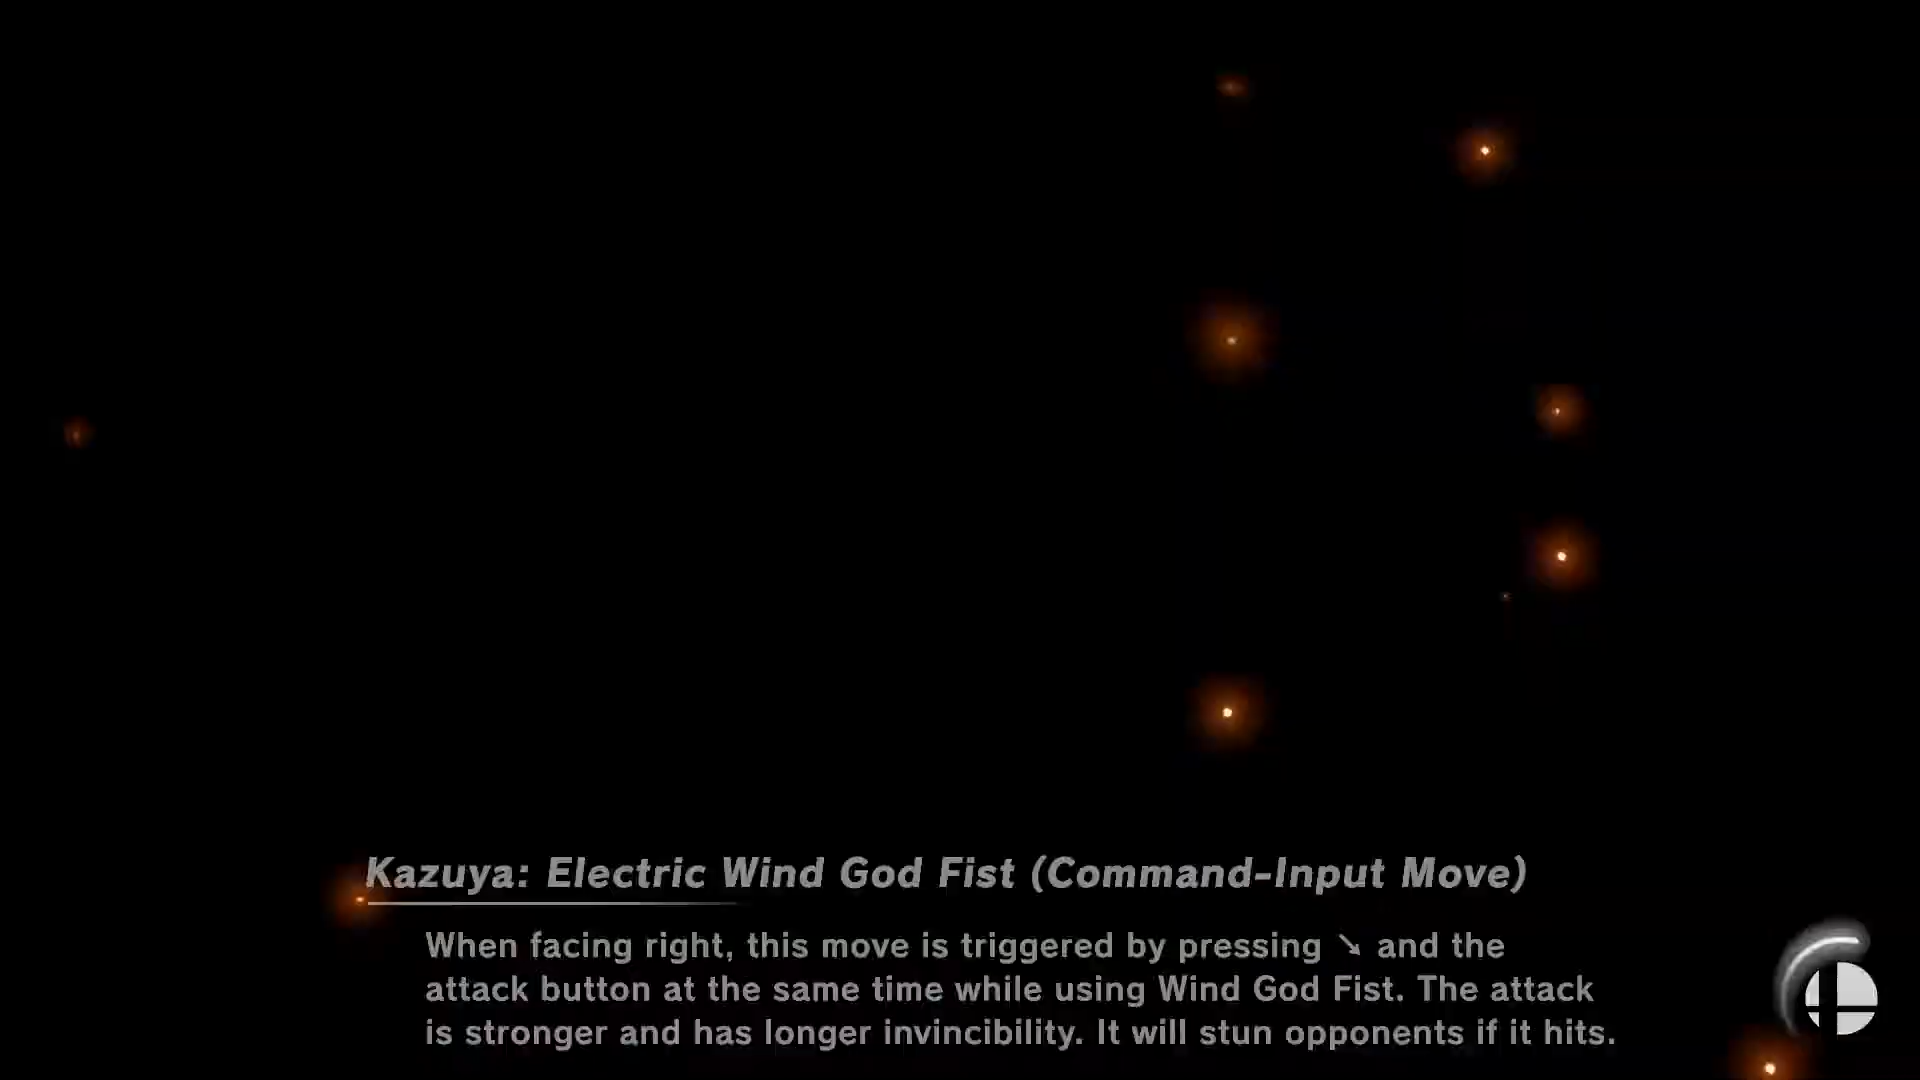 Kazuya: Electric Wind God Fist (Command-Input Move)
When facing right, this move is triggered by pressing ↘ and the
attack button at the same time while using Wind God Fist. The attack
is stronger and has longer invincibility. It will stun opponents if it hits.